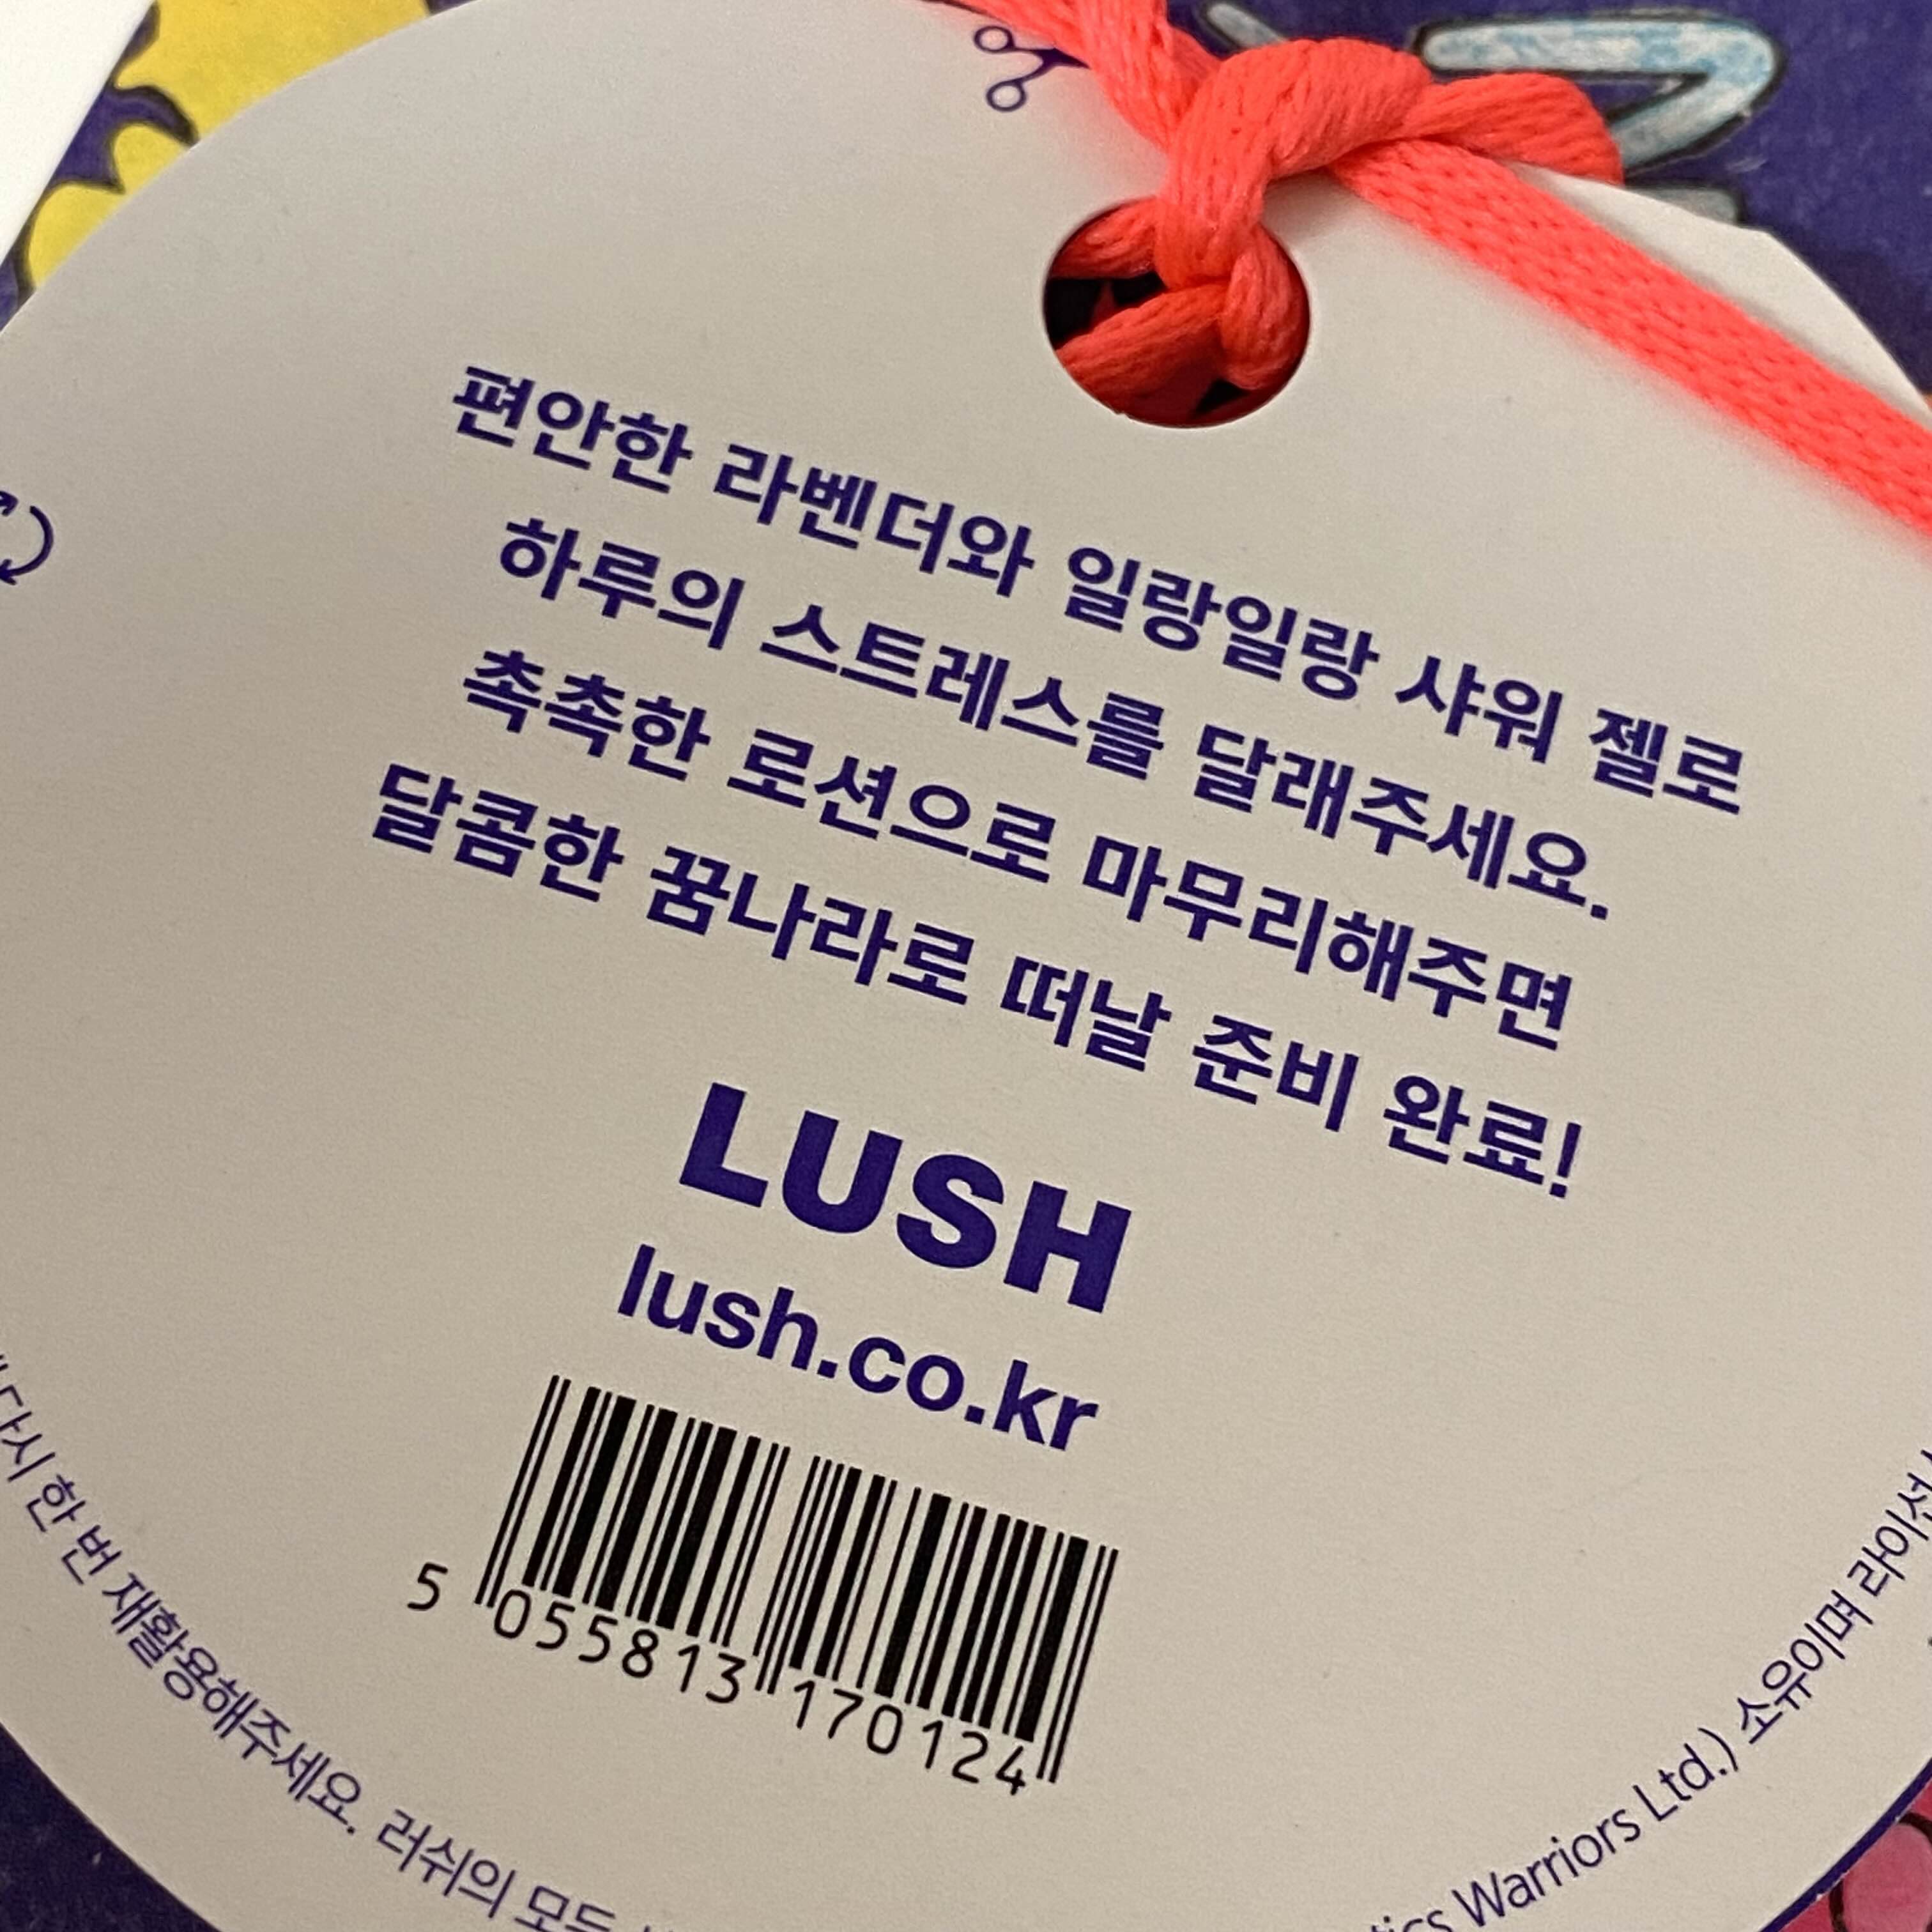 편안한 라벤더와 일랑일랑 샤워 젤로
하루의 스트레스를 달래주세요.
촉촉한 로션으로 마무리해주면
달콤한 꿈나라로 떠날 준비 완료!
LUSH
lush.co.kr
5 055813 170124
다시 한 번 재활용해주세요. 러쉬의 모든
Warriors Ltd.) 소유이며